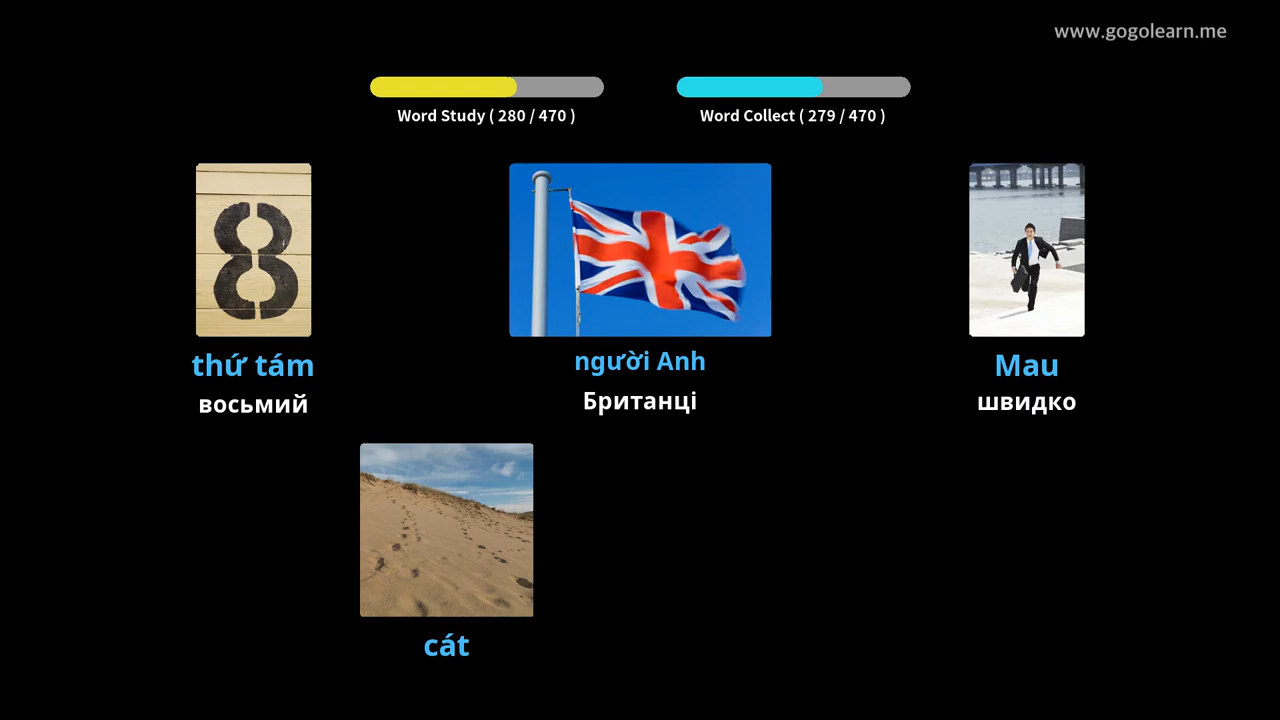 www.gogolearn.me
Word Study ( 280 / 470 )
Word Collect ( 279 / 470 )
8
thứ tám
восьмий
người Anh
Британці
Mau
швидко
cát